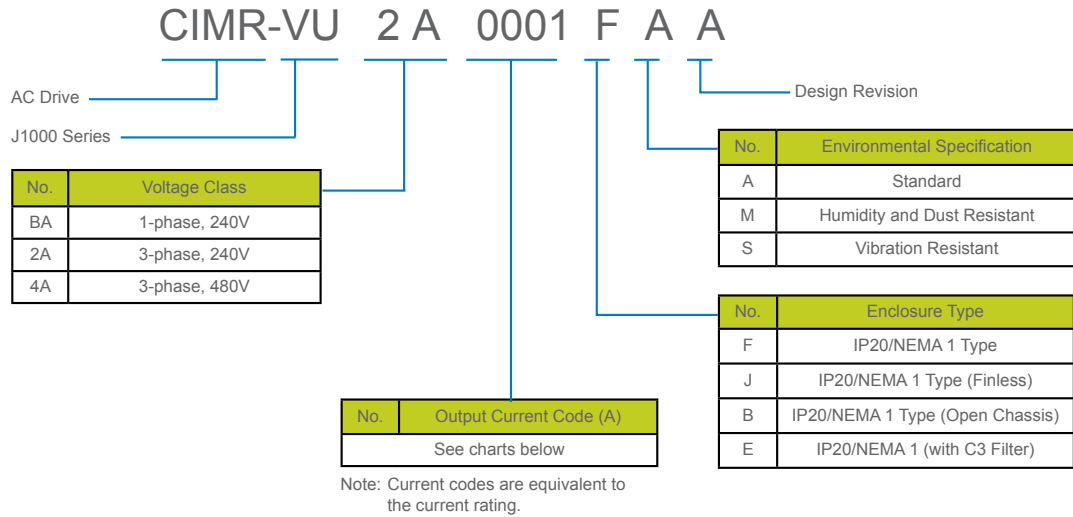 CIMR-VU 2 A 0001 F A A
AC Drive
Design Revision
J1000 Series
No. Environmental Specification
A Standard
M Humidity and Dust Resistant
S Vibration Resistant
No. Voltage Class
BA 1-phase, 240V
2A 3-phase, 240V
4A 3-phase, 480V
No. Enclosure Type
F IP20/NEMA 1 Type
J IP20/NEMA 1 Type (Finless)
B IP20/NEMA 1 Type (Open Chassis)
E IP20/NEMA 1 (with C3 Filter)
No. Output Current Code (A)
See charts below
Note: Current codes are equivalent to
the current rating.